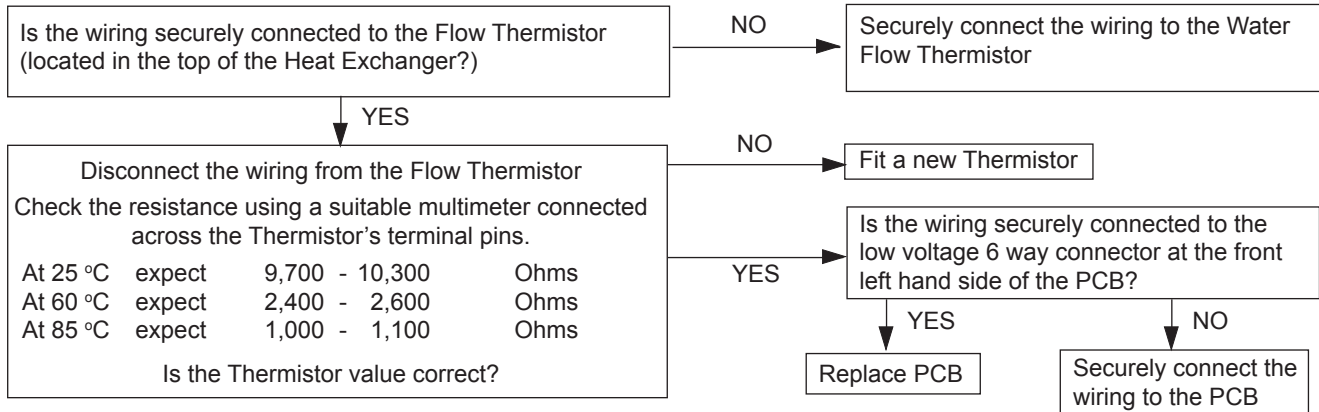 Is the wiring securely connected to the Flow Thermistor
(located in the top of the Heat Exchanger?)
NO
Securely connect the wiring to the Water
Flow Thermistor
YES
Disconnect the wiring from the Flow Thermistor
Check the resistance using a suitable multimeter connected
across the Thermistor's terminal pins.
At 25 °C expect 9,700 - 10,300 Ohms
At 60 °C expect 2,400 - 2,600 Ohms
At 85 °C expect 1,000 - 1,100 Ohms
Is the Thermistor value correct?
NO
Fit a new Thermistor
YES
Is the wiring securely connected to the
low voltage 6 way connector at the front
left hand side of the PCB?
YES
Replace PCB
NO
Securely connect the
wiring to the PCB